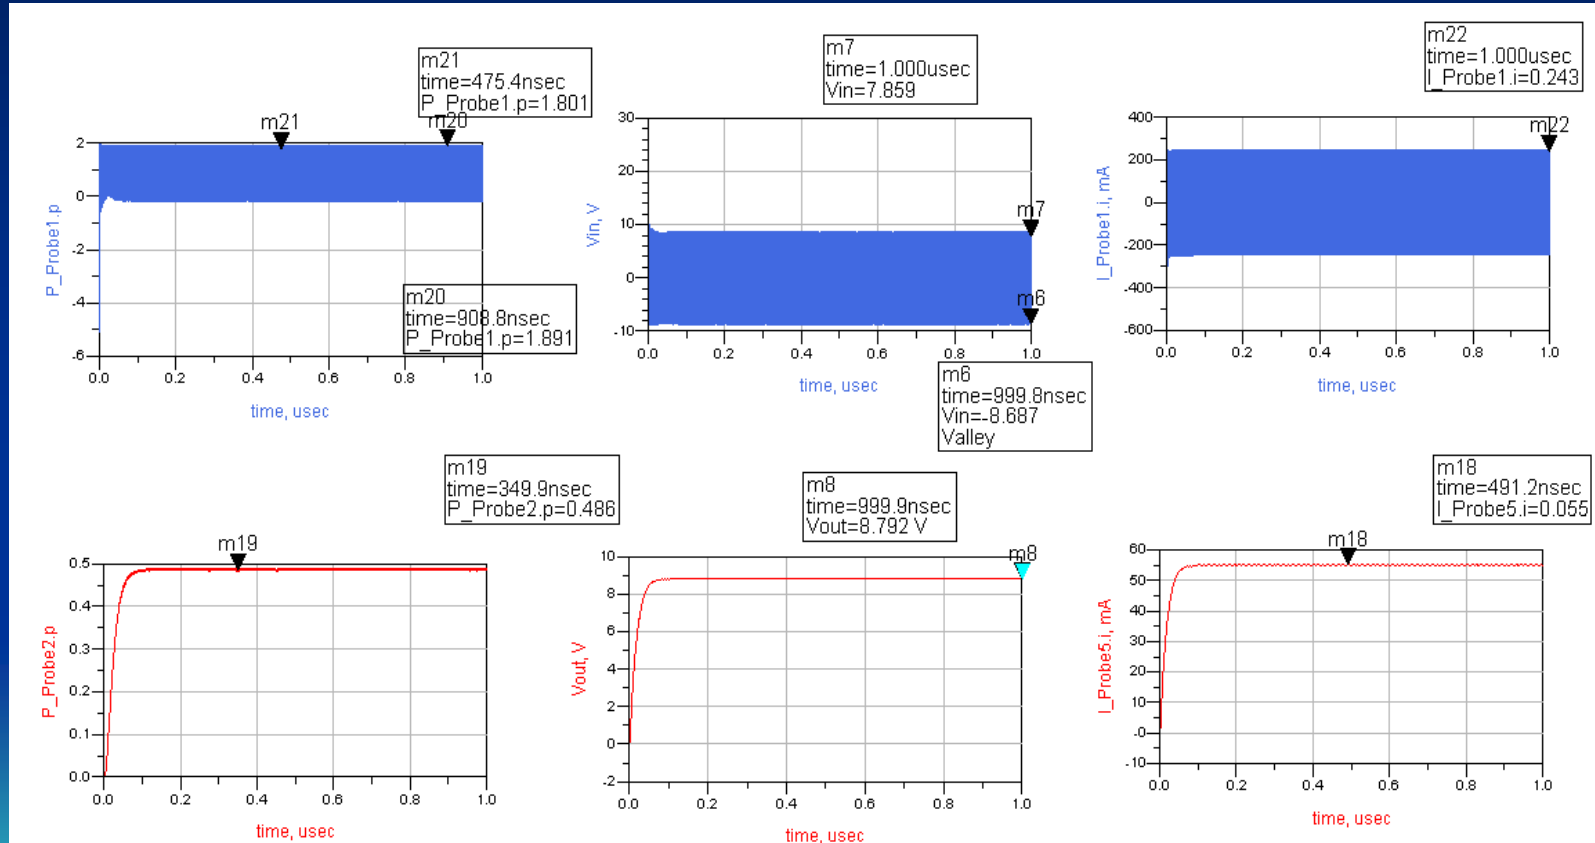 m21
time=475.4nsec
P_Probe1.p=1.801
m21
m20
2
0
-2
-4
-6
P_Probe1.p
m20
time=908.8nsec
P_Probe1.p=1.891
0.0
0.2
0.4
0.6
0.8
1.0
time, usec
m7
time=1.000usec
Vin=7.859
30
20
10
0
-10
Vin, V
m7
m6
0.0
0.2
0.4
0.6
0.8
1.0
time, usec
m6
time=999.8nsec
Vin=-8.687
Valley
m22
time=1.000usec
I_Probe1.i=0.243
m22
400
200
0
-200
-400
-600
I_Probe1.i, mA
0.0
0.2
0.4
0.6
0.8
1.0
time, usec
m19
time=349.9nsec
P_Probe2.p=0.486
m19
0.5
0.4
0.3
0.2
0.1
0.0
P_Probe2.p
0.0
0.2
0.4
0.6
0.8
1.0
time, usec
m8
time=999.9nsec
Vout=8.792 V
m8
10
8
6
4
2
0
-2
Vout, V
0.0
0.2
0.4
0.6
0.8
1.0
time, usec
m18
time=491.2nsec
I_Probe5.i=0.055
m18
60
50
40
30
20
10
-0
-10
I_Probe5.i, mA
0.0
0.2
0.4
0.6
0.8
1.0
time, usec